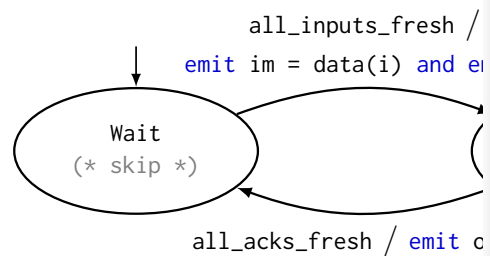 all_inputs_fresh /
emit im = data(i) and
Wait
(* skip *)
all_acks_fresh / emit